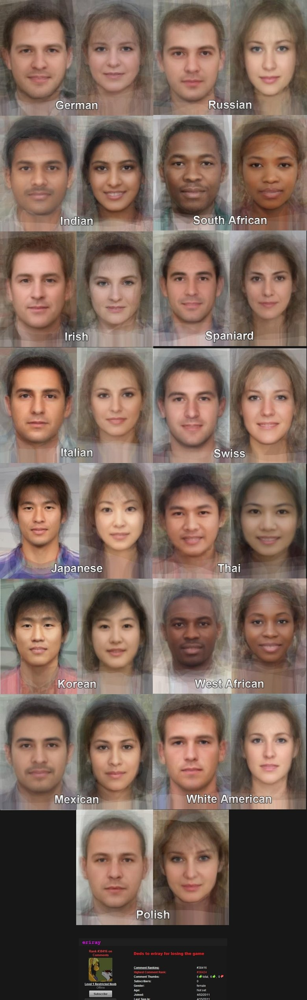 German
Russian
Indian
South African
Irish
Spaniard
Italian
Swiss
Japanese
Thai
Korean
West African
Mexican
White American
Polish
eriray
Rank #38416 on
Comments
Level 1 Restricted Noob
Offline
Subscribe
Deds to eriray for losing the game
Comment Ranking: #38416
Highest Comment Rank: #38424
Comment Thumbs: 6 total, 6 , 0
Subscribers: 0
Gender: female
Age: Not set
Joined: 4/02/2011
Last Sign In: 4/15/2011